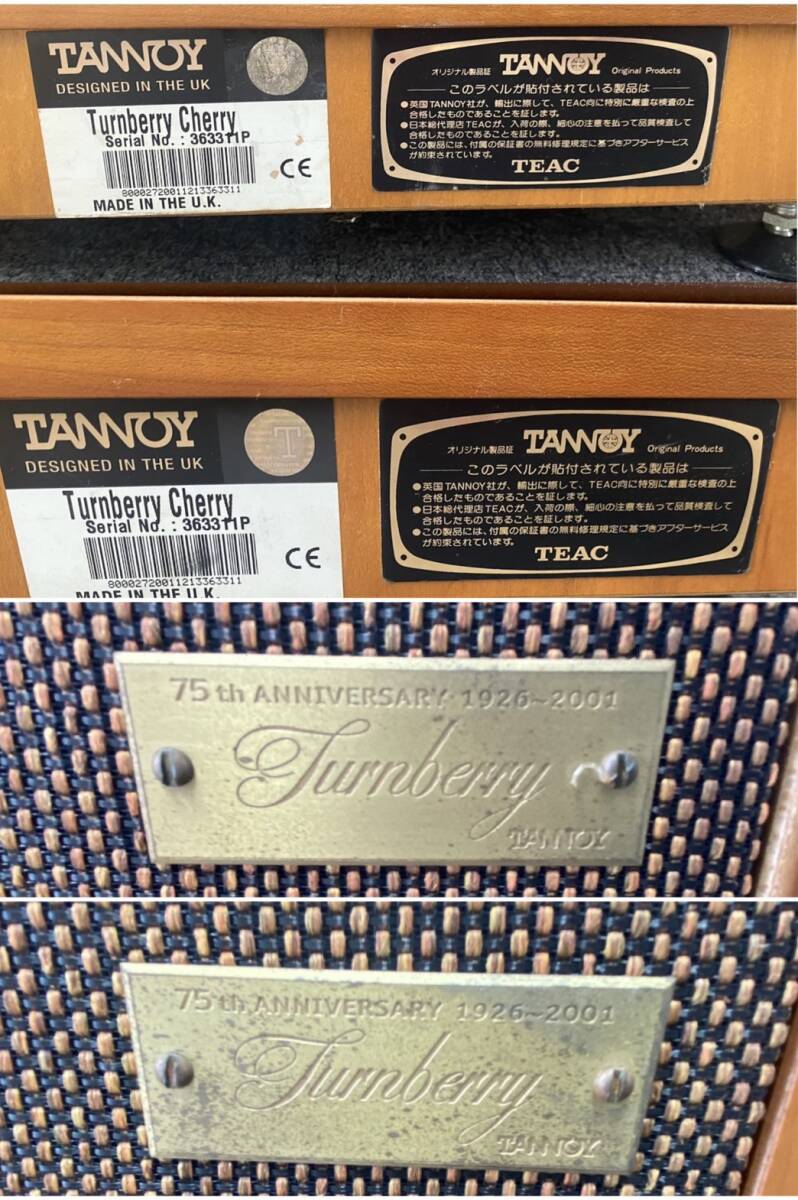 TANNOY
DESIGNED IN THE UK
Turnberry Cherry
Serial No. : 363311P
80002720011213363311
MADE IN THE U.K.
CE
オリジナル製品証 TANNOY Original Products
このラベルが貼付されている製品は
●英国TANNOY社が、輸出に際して、TEAC向に特別に厳重な検査の上
合格したものであることを証します。
●日本総代理店TEACが、入荷の際、細心の注意を払って品質検査して
合格したものであることを証します。
●この製品には、付属の保証書の無料修理規定に基づきアフターサービス
が約束されています。
TEAC
TANNOY
DESIGNED IN THE UK
T
Turnberry Cherry
Serial No. : 363311P
80002720011213363311
MADE IN THE U.K.
CE
オリジナル製品証 TANNOY Original Products
このラベルが貼付されている製品は
●英国TANNOY社が、輸出に際して、TEAC向に特別に厳重な検査の上
合格したものであることを証します。
●日本総代理店TEACが、入荷の際、細心の注意を払って品質検査して
合格したものであることを証します。
●この製品には、付属の保証書の無料修理規定に基づきアフターサービス
が約束されています。
TEAC
75th ANNIVERSARY 1926~2001
Turnberry
TANNOY
75th ANNIVERSARY 1926~2001
Turnberry
TANNOY